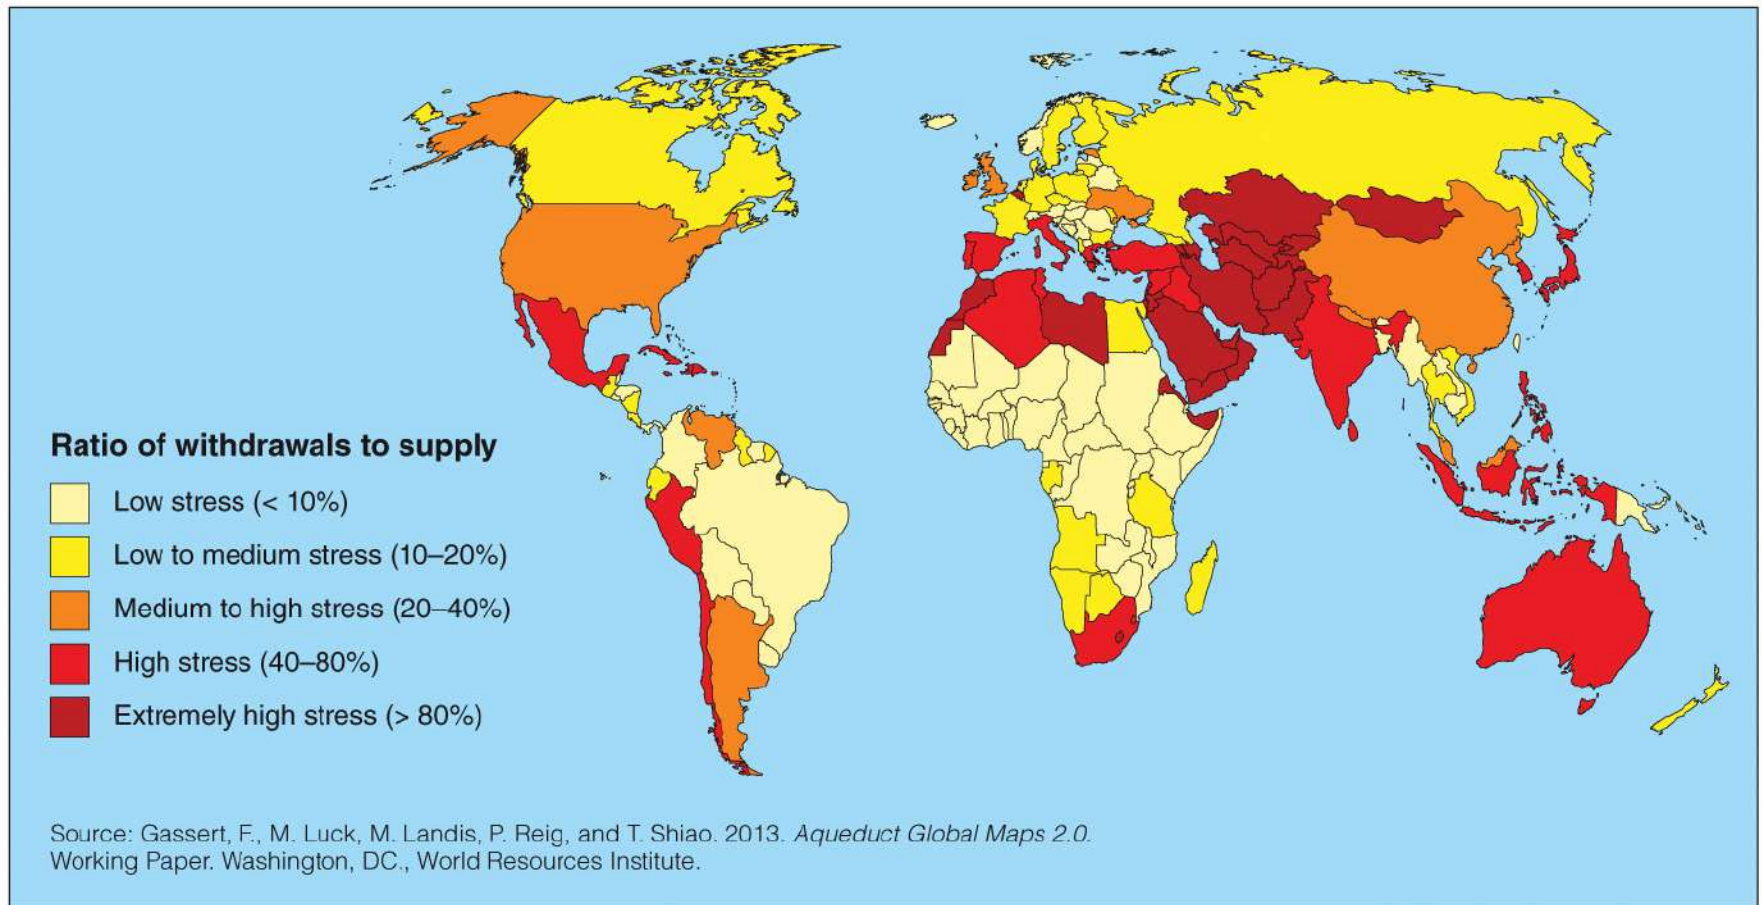 Ratio of withdrawals to supply
Low stress (< 10%)
Low to medium stress (10–20%)
Medium to high stress (20–40%)
High stress (40–80%)
Extremely high stress (> 80%)
Source: Gassert, F., M. Luck, M. Landis, P. Reig, and T. Shiao. 2013. Aqueduct Global Maps 2.0.
Working Paper. Washington, DC., World Resources Institute.